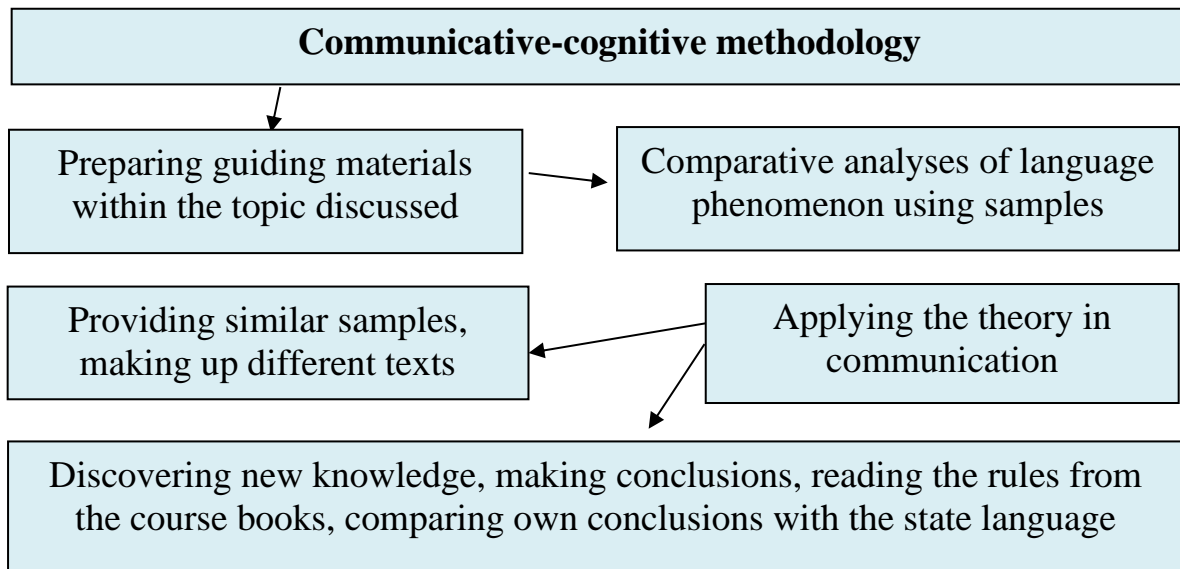 Communicative-cognitive methodology
Preparing guiding materials
within the topic discussed
Comparative analyses of language
phenomenon using samples
Providing similar samples,
making up different texts
Applying the theory in
communication
Discovering new knowledge, making conclusions, reading the rules from
the course books, comparing own conclusions with the state language